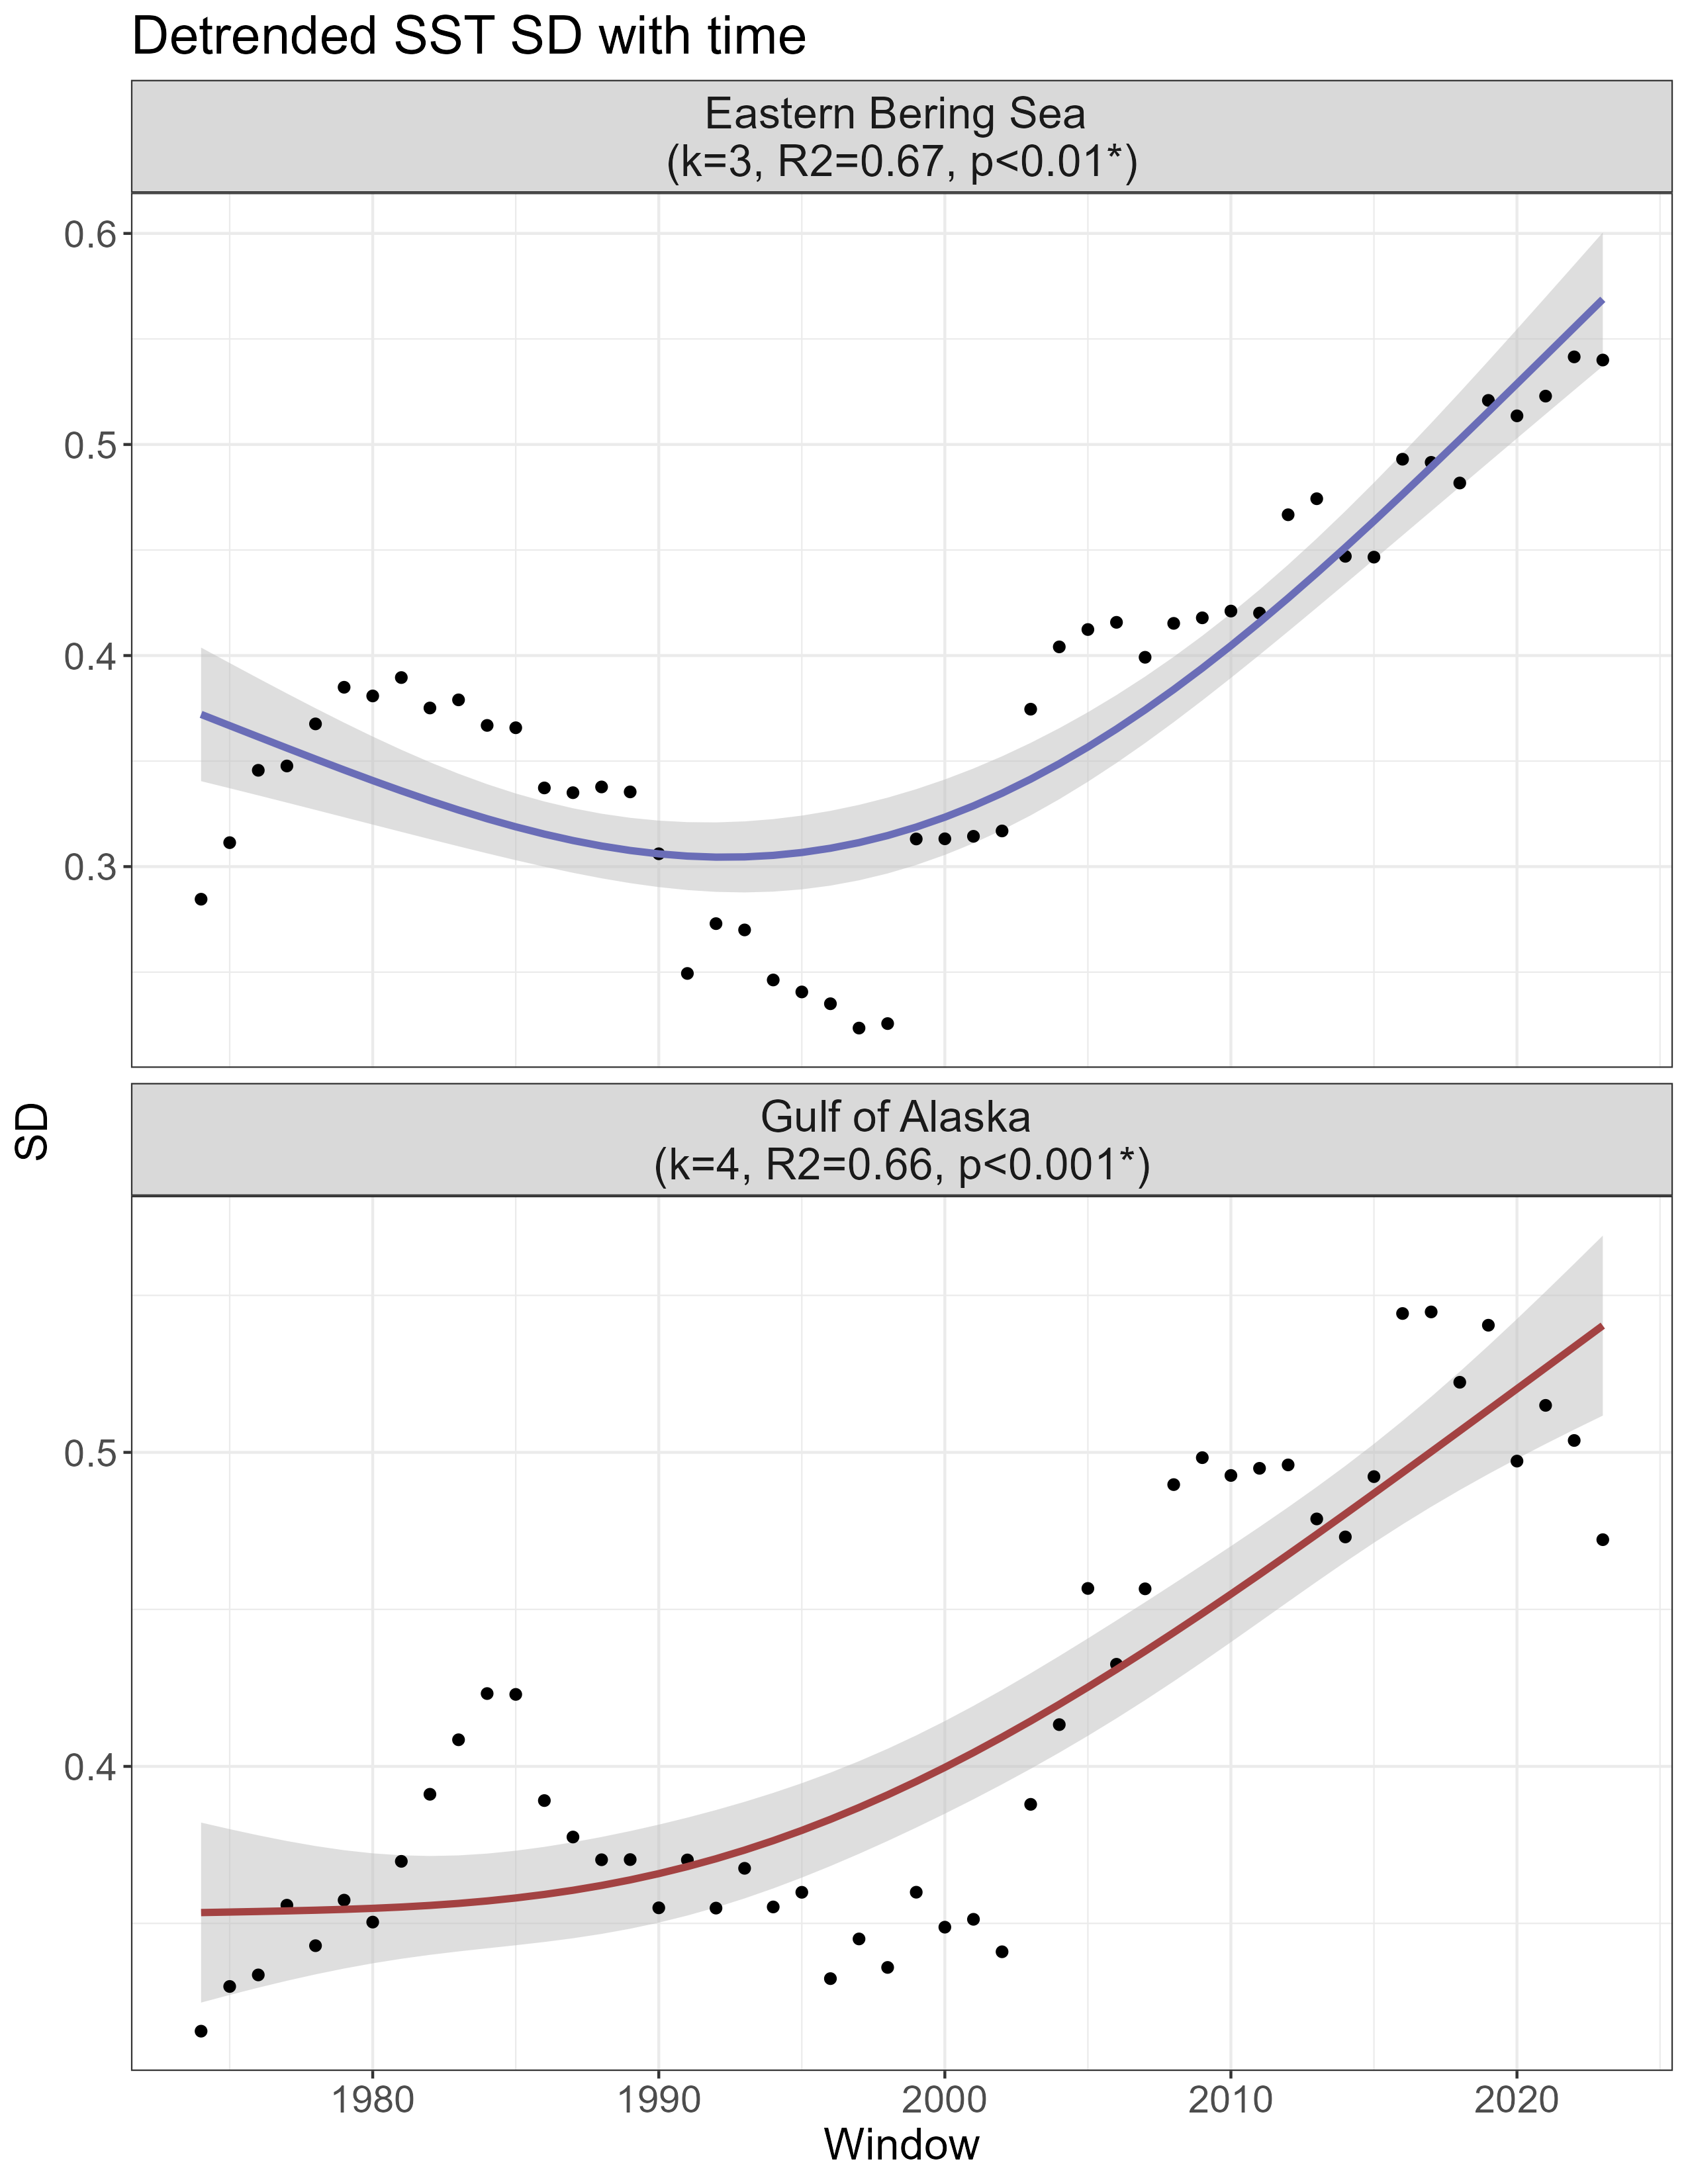 Detrended SST SD with time
Eastern Bering Sea
(k=3, R2=0.67, p<0.01*)
0.6
0.5
0.4
0.3
SD
Gulf of Alaska
(k=4, R2=0.66, p<0.001*)
0.5
0.4
1980 1990 2000 2010 2020
Window